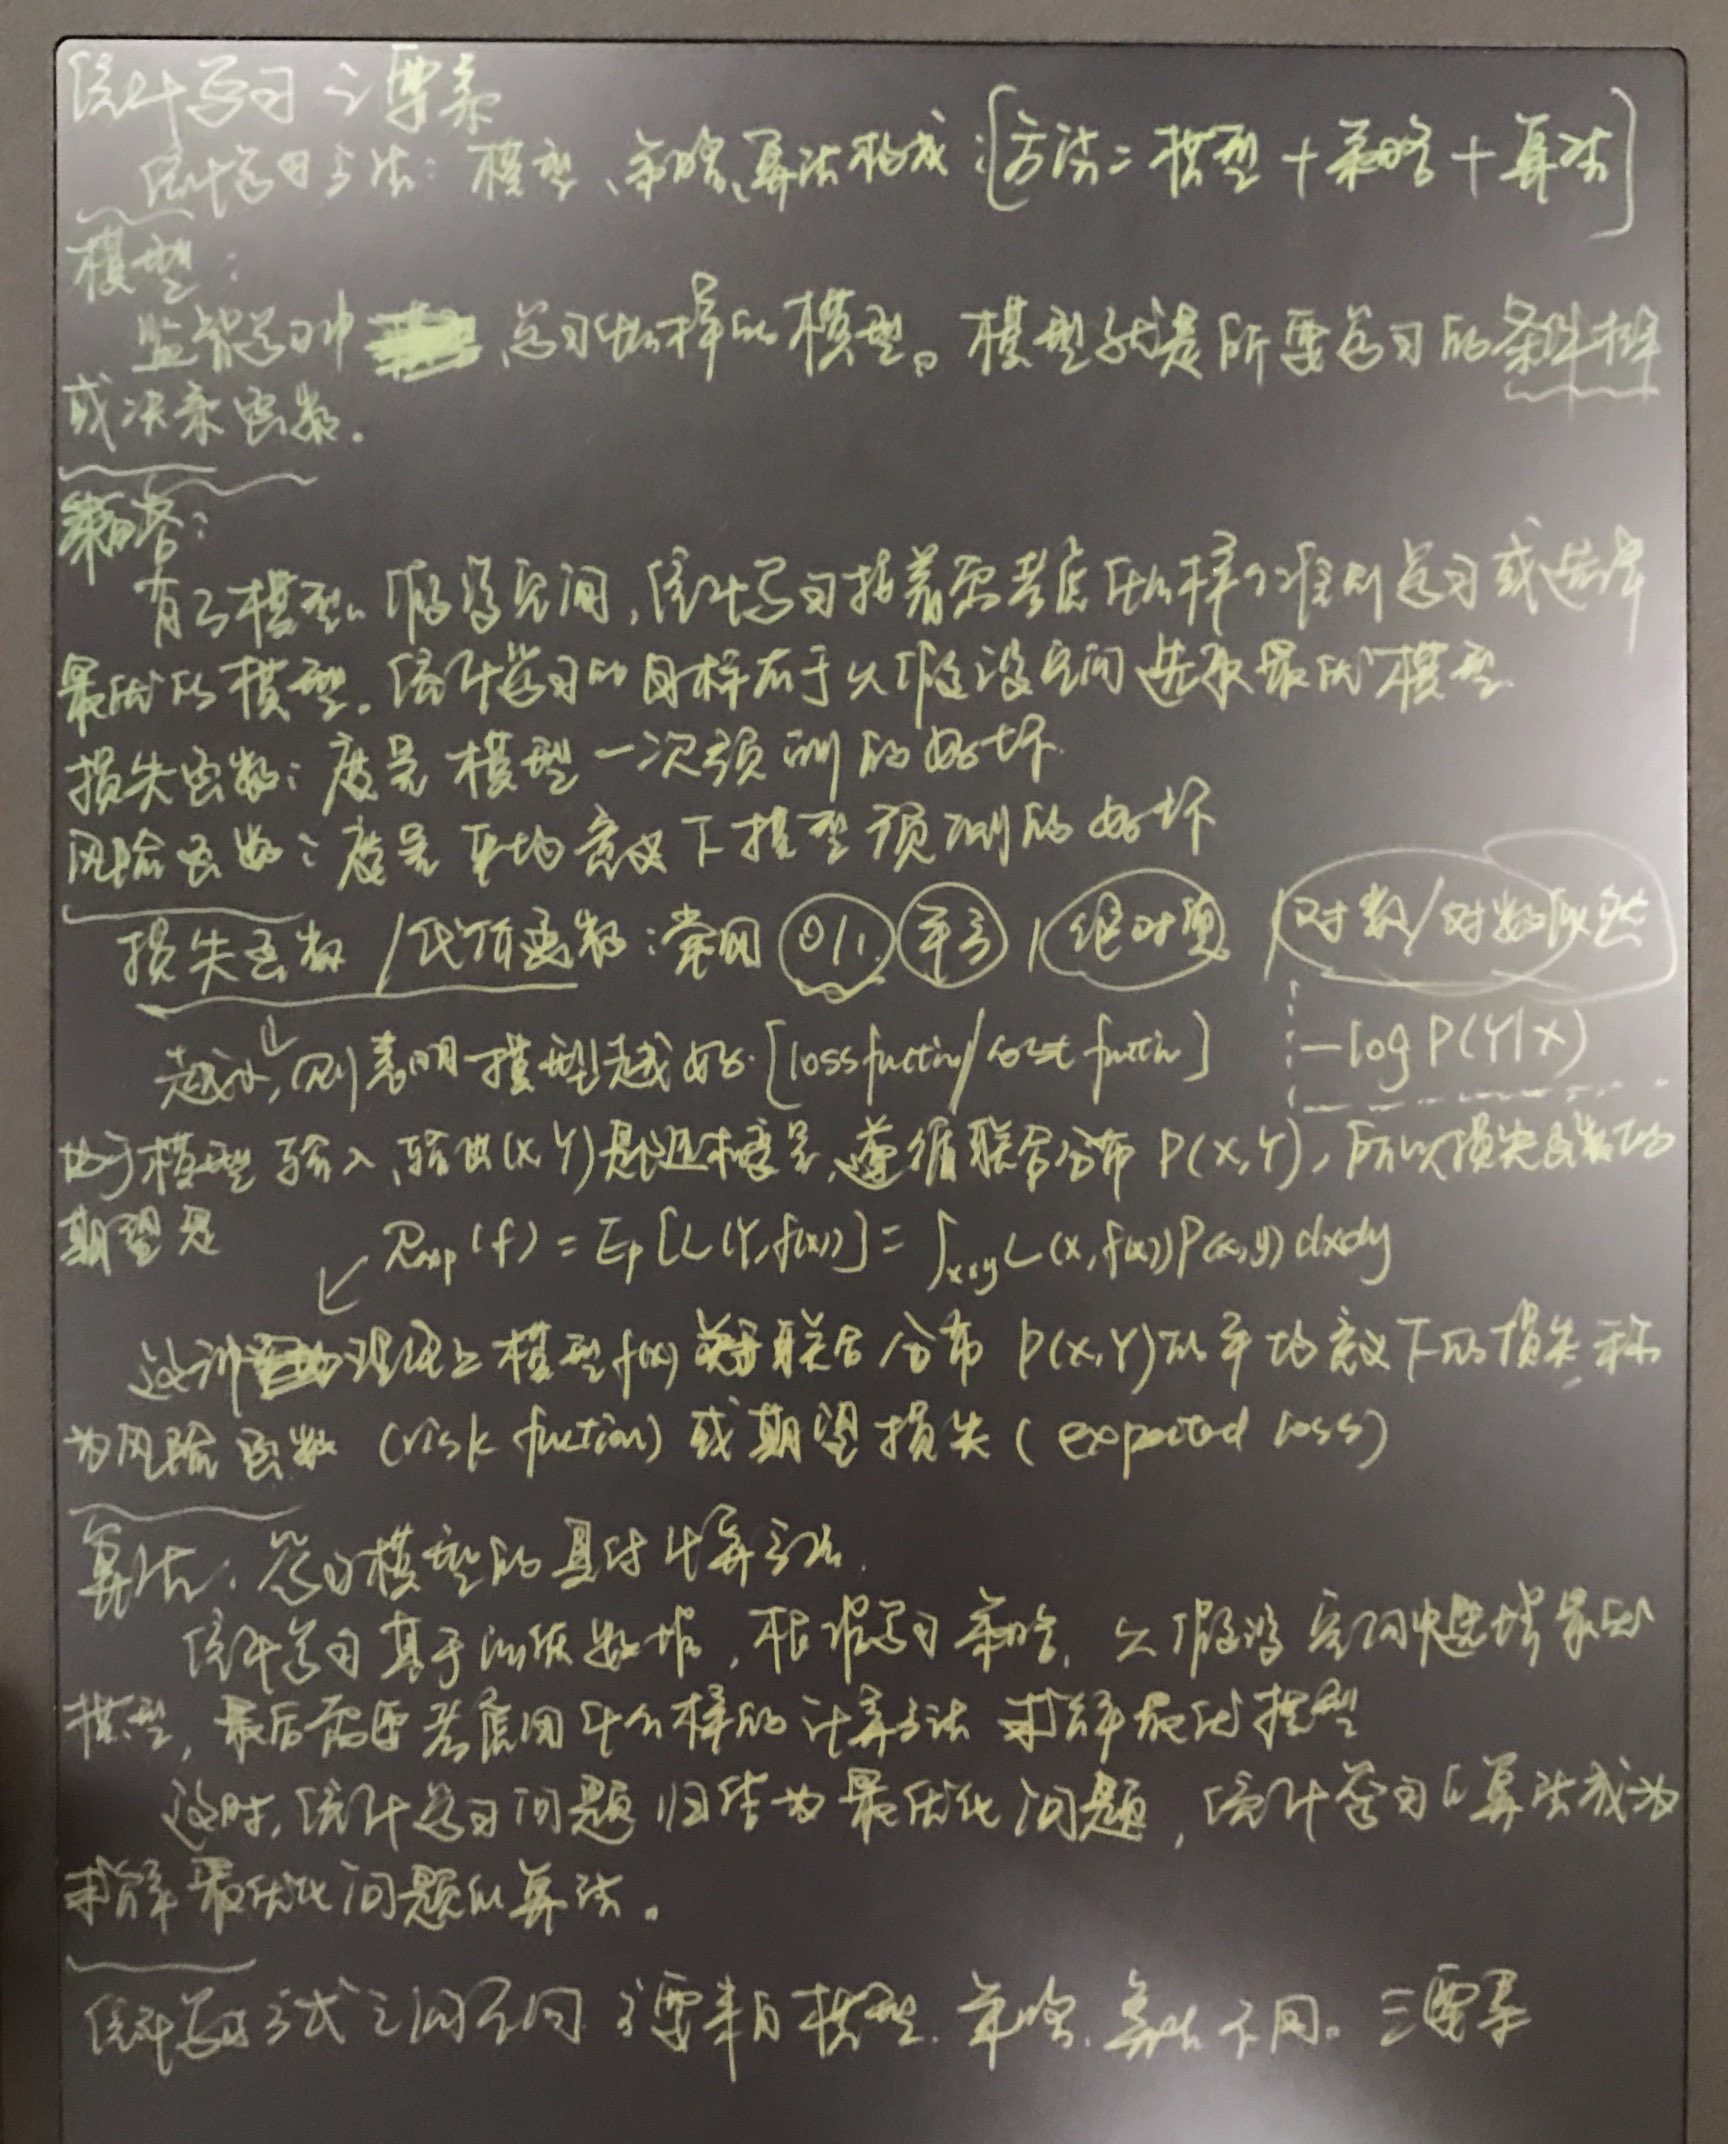 统计学习三要素
统计学习方法：模型、策略、算法构成：[方法=模型+策略+算法]
模型：
监督学习中 学习什么样的模型。模型就是所要学习的条件概率
或决策函数.
策略：
有了模型的假设空间,统计学习接着需考虑什么样的准则学习或选择
最优的模型.统计学习的目标在于从假设空间选取最优模型
损失函数：度量模型一次预测的好坏.
风险函数：度量平均意义下模型预测的好坏
损失函数/代价函数：常用 0/1 平方 | 绝对值 | 对数/对数似然
越小,则表明模型越好.[loss fuction/cost fuction] -log P(Y|X)
由于模型输入、输出(X,Y)是随机变量,遵循联合分布P(X,Y),所以损失函数的
期望是 Rexp(f) = Ep[L(Y,f(x))] = ∫x×y L(x,f(x))P(x,y)dxdy
这种 理论上模型f(x)关于联合分布P(X,Y)的平均意义下的损失,称
为风险函数(risk fuction)或期望损失(expected loss)
算法：学习模型的具体计算方法.
统计学习基于训练数据,根据学习策略,从假设空间中选择最优
模型,最后需要考虑用什么样的计算方法求解最优模型
这时,统计学习问题归结为最优化问题,统计学习的算法成为
求解最优化问题的算法。
统计学习方式之间不同 主要来自模型、策略、算法不同。三要素